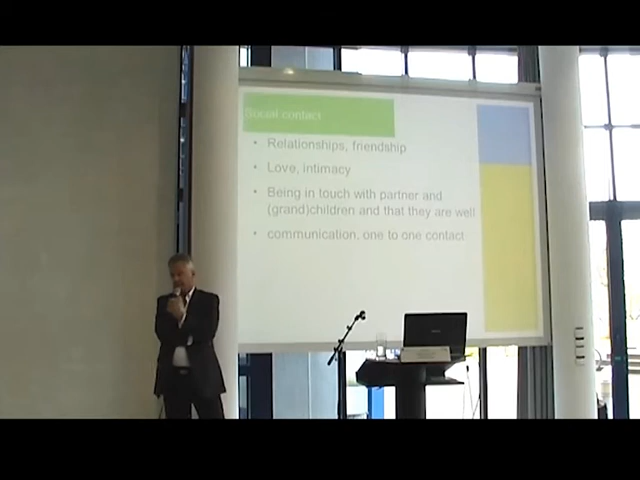 Social contact
• Relationships, friendship
• Love, intimacy
• Being in touch with partner and
(grand)children and that they are well
• communication, one to one contact